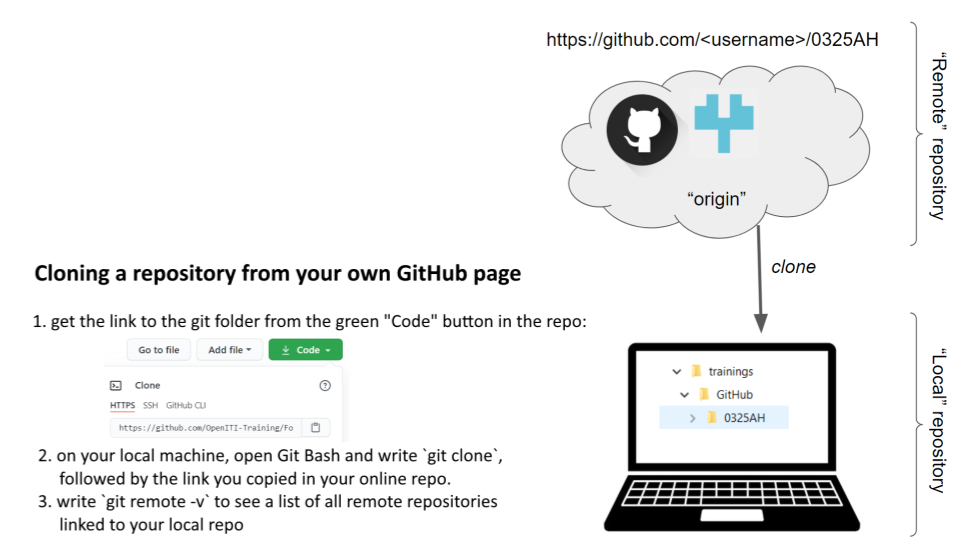 https://github.com/<username>/0325AH
"Remote" repository
"origin"
clone
Cloning a repository from your own GitHub page
1. get the link to the git folder from the green "Code" button in the repo:
Go to file Add file Code
Clone
HTTPS SSH GitHub CLI
https://github.com/OpenITI-Training/Fo
2. on your local machine, open Git Bash and write `git clone`,
followed by the link you copied in your online repo.
3. write `git remote -v` to see a list of all remote repositories
linked to your local repo
trainings
GitHub
0325AH
"Local" repository